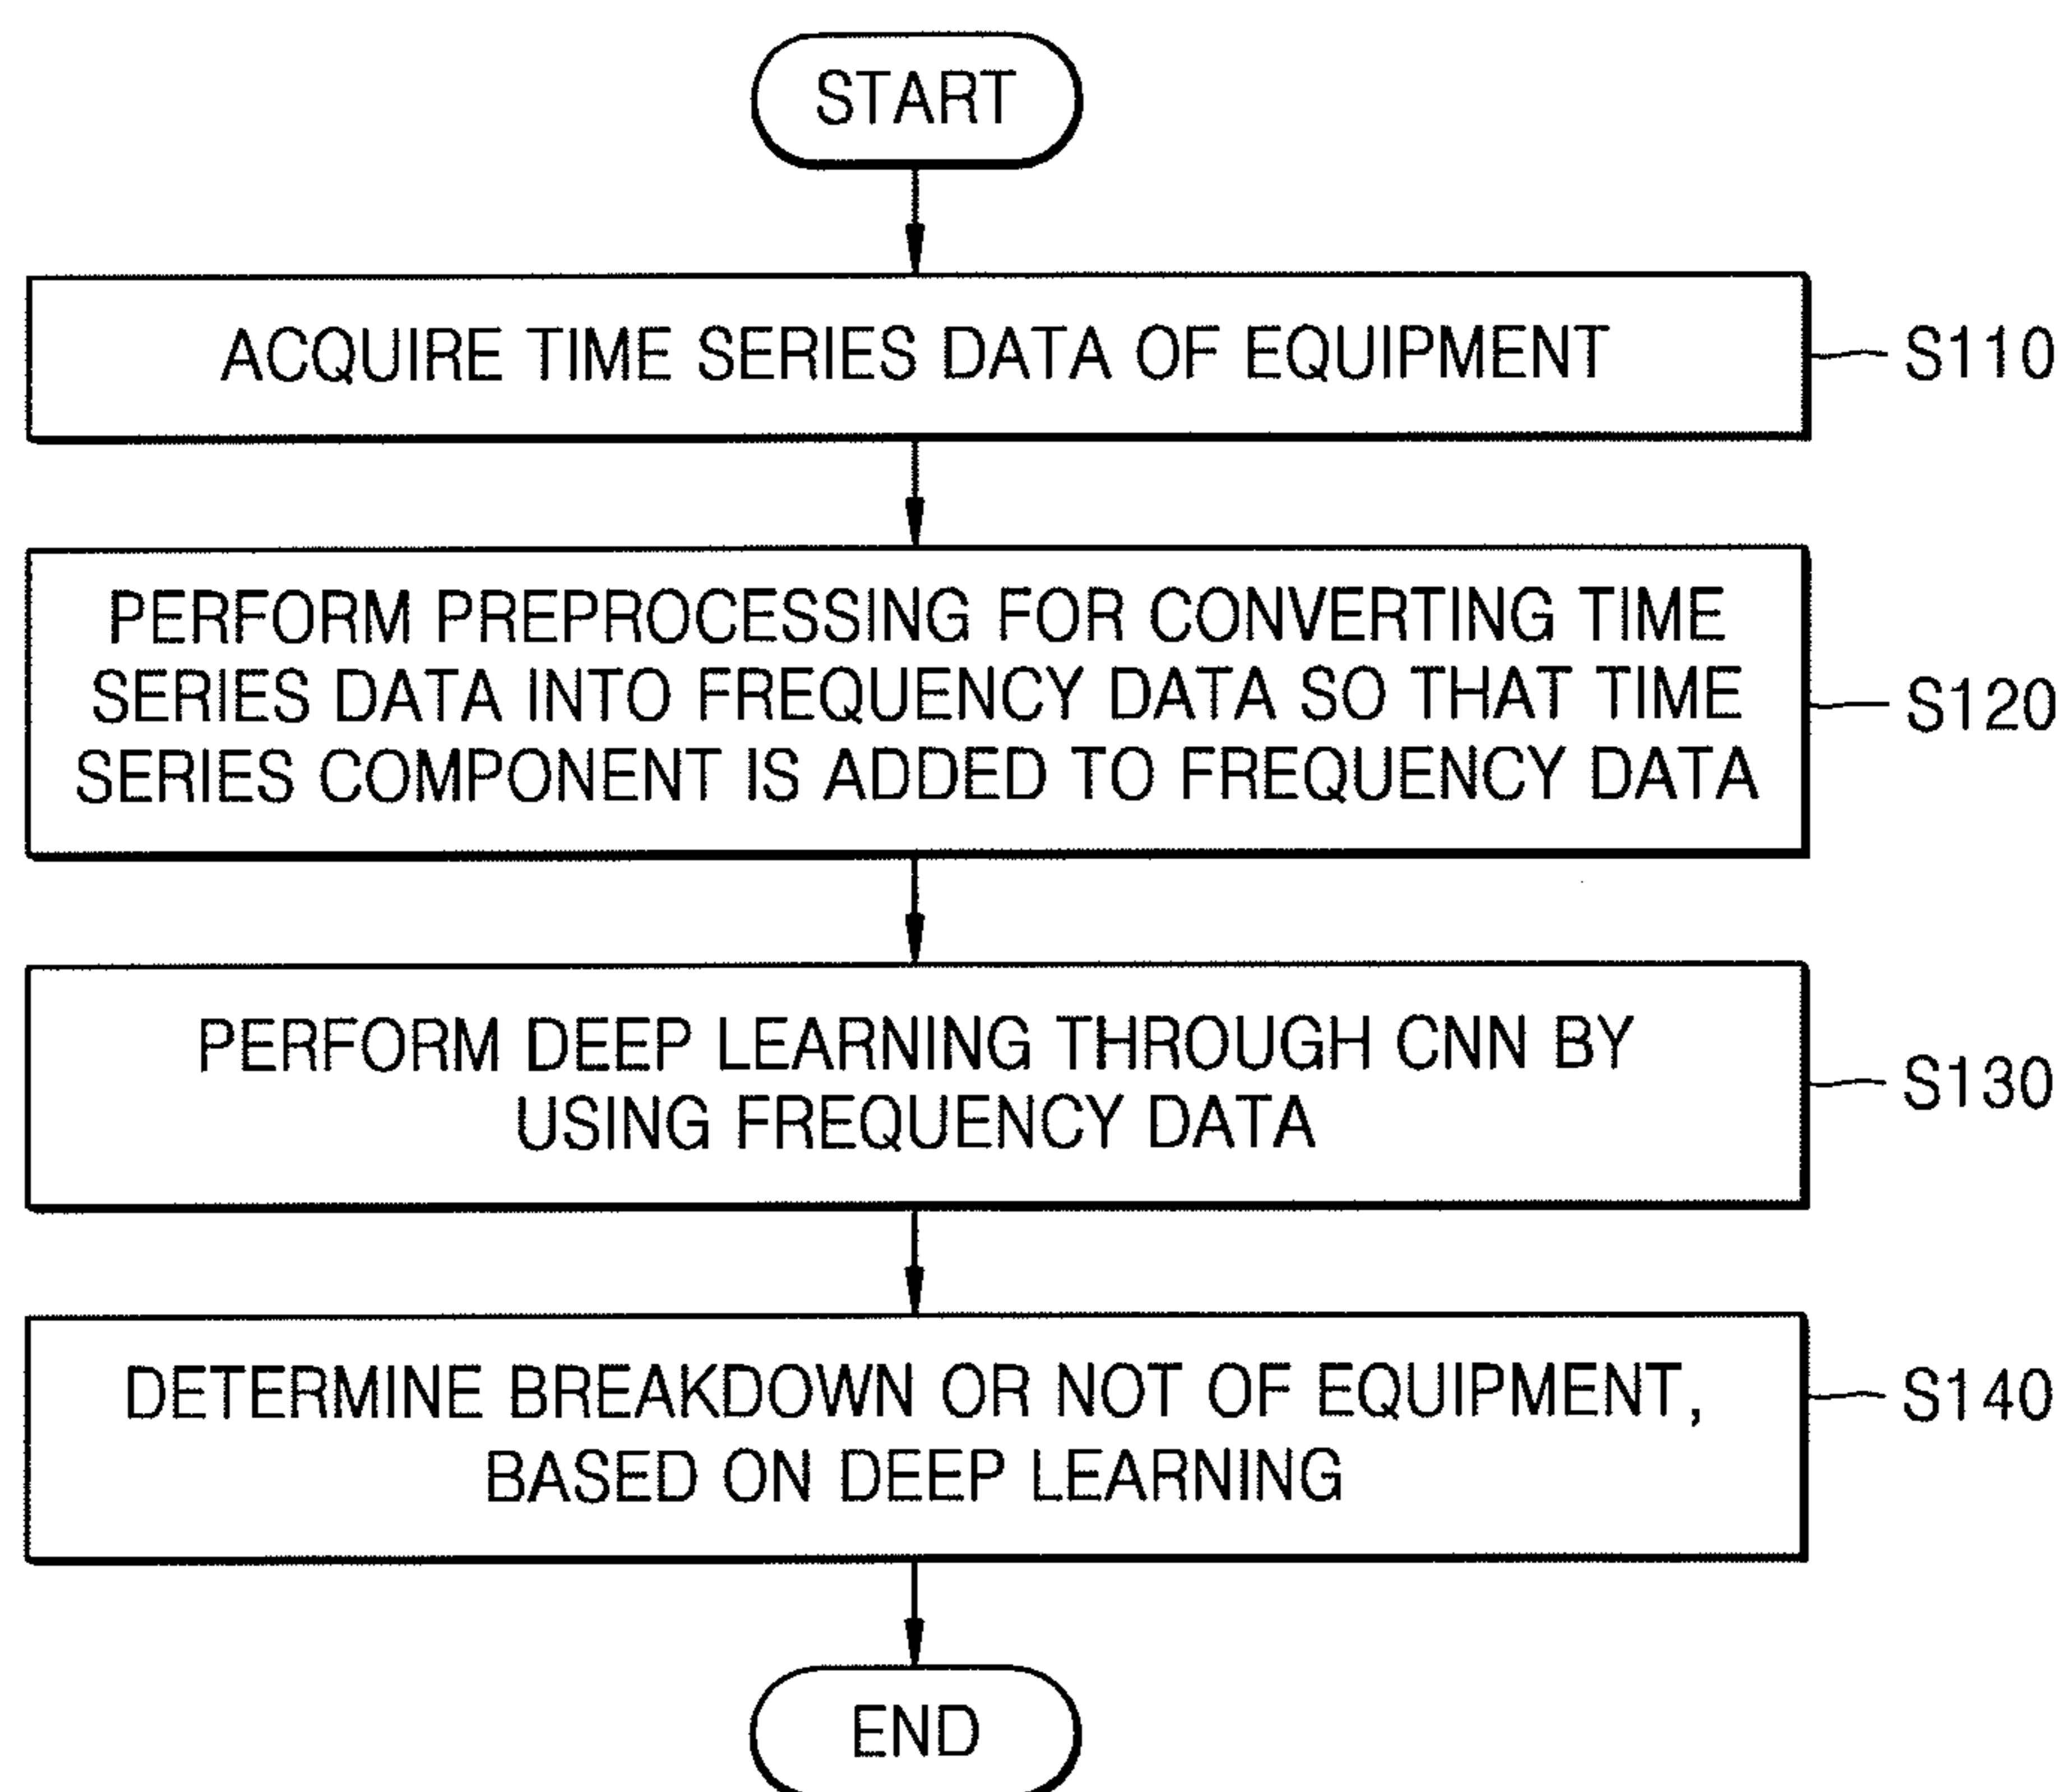 START
ACQUIRE TIME SERIES DATA OF EQUIPMENT
S110
PERFORM PREPROCESSING FOR CONVERTING TIME
SERIES DATA INTO FREQUENCY DATA SO THAT TIME
SERIES COMPONENT IS ADDED TO FREQUENCY DATA
S120
PERFORM DEEP LEARNING THROUGH CNN BY
USING FREQUENCY DATA
S130
DETERMINE BREAKDOWN OR NOT OF EQUIPMENT,
BASED ON DEEP LEARNING
S140
END